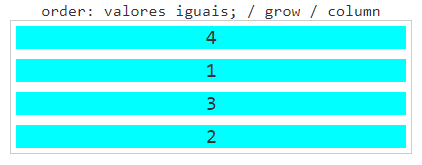 order: valores iguais; / grow / column
4
1
3
2